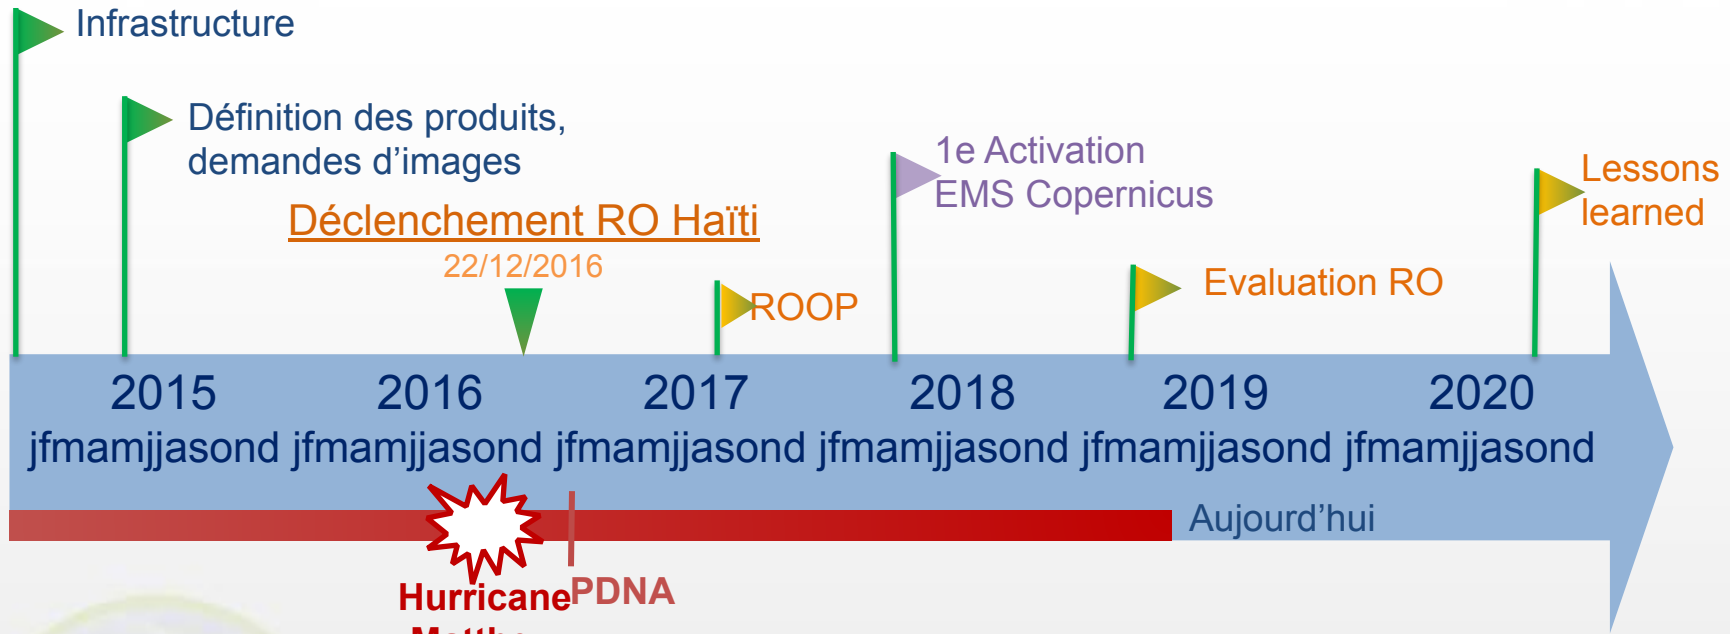 Infrastructure
Définition des produits,
demandes d'images
Déclenchement RO Haïti
22/12/2016
ROOP
1e Activation
EMS Copernicus
Evaluation RO
Lessons
learned
2015 2016 2017 2018 2019 2020
jfmamjjasond jfmamjjasond jfmamjjasond jfmamjjasond jfmamjjasond jfmamjjasond
Aujourd'hui
Hurricane
PDNA